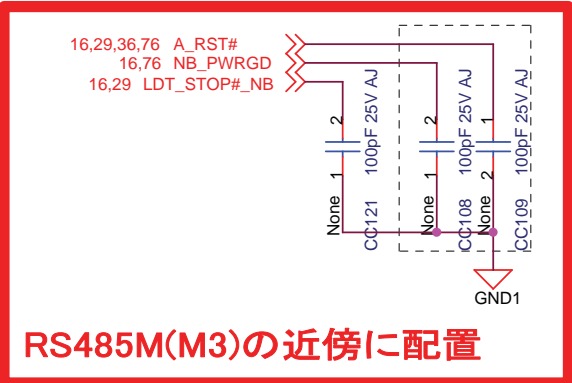 16,29,36,76 A_RST#
16,76 NB_PWRGD
16,29 LDT_STOP#_NB
2
1
100pF 25V AJ
None
CC121
2
1
100pF 25V AJ
None
CC108
1
2
100pF 25V AJ
None
CC109
GND1
RS485M(M3)の近傍に配置